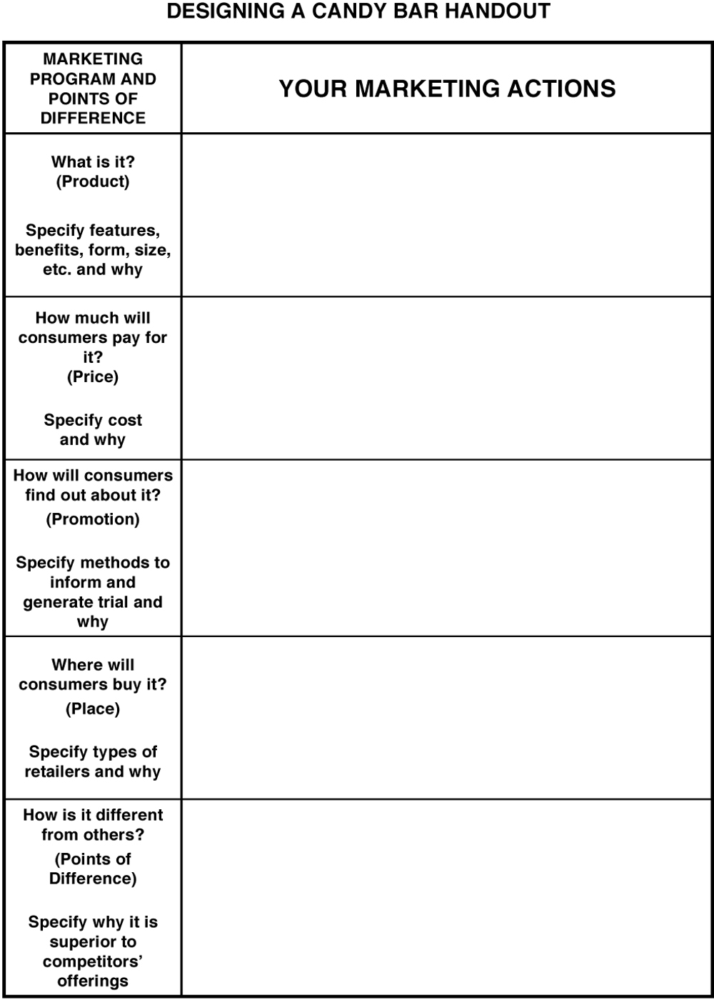 DESIGNING A CANDY BAR HANDOUT
MARKETING
PROGRAM AND
POINTS OF
DIFFERENCE
YOUR MARKETING ACTIONS
What is it?
(Product)
Specify features,
benefits, form, size,
etc. and why
How much will
consumers pay for
it?
(Price)
Specify cost
and why
How will consumers
find out about it?
(Promotion)
Specify methods to
inform and
generate trial and
why
Where will
consumers buy it?
(Place)
Specify types of
retailers and why
How is it different
from others?
(Points of
Difference)
Specify why it is
superior to
competitors’
offerings